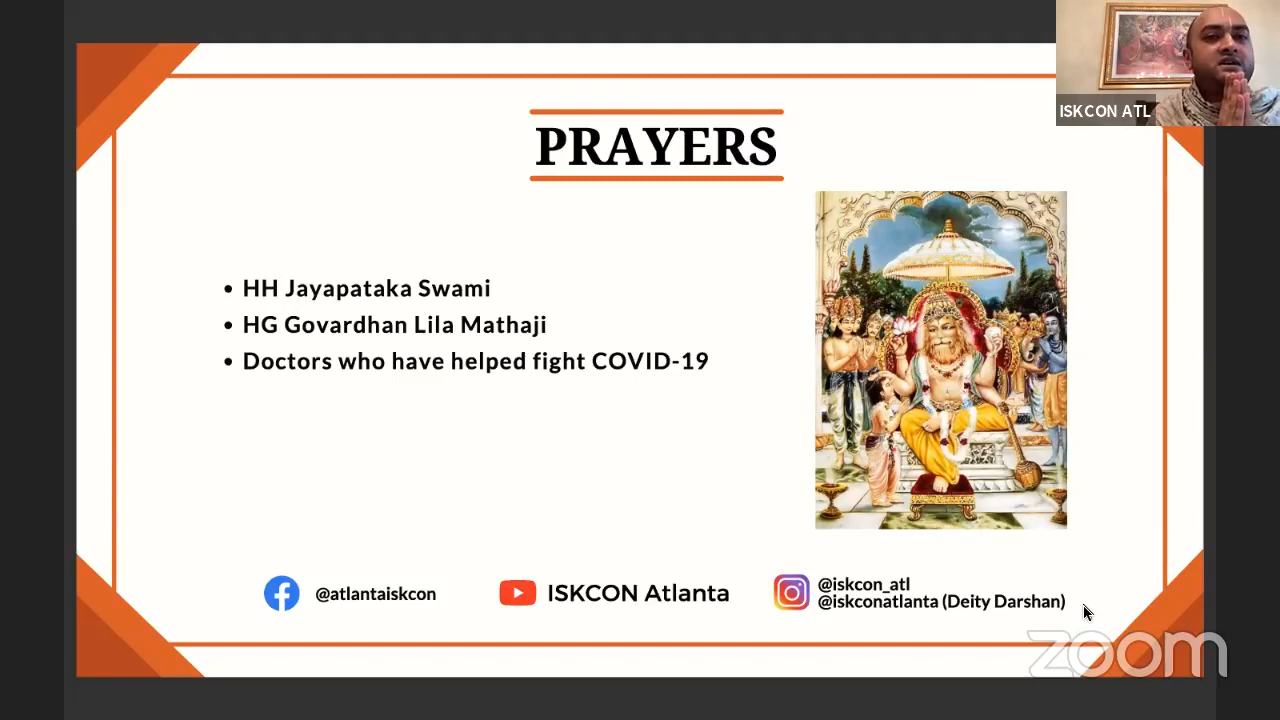 ISKCON ATL
PRAYERS
• HH Jayapataka Swami
• HG Govardhan Lila Mathaji
• Doctors who have helped fight COVID-19
@atlantaiskcon
ISKCON Atlanta
@iskcon_atl
@iskconatlanta (Deity Darshan)
zoom